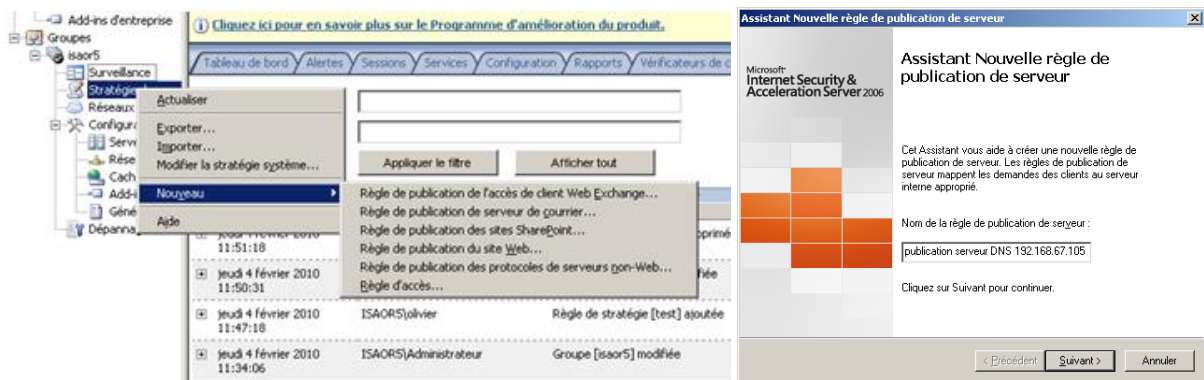 Add-ins d'entreprise
Groupes
isaor5
Surveillance
Stratégie
Réseaux
Configur
Serve
Rése
Cach
Add-i
Géné
Dépanna
Cliquez ici pour en savoir plus sur le Programme d'amélioration du produit.
Tableau de bord
Alertes
Sessions
Services
Configuration
Rapports
Vérificateurs de c
Appliquer le filtre
Afficher tout
Actualiser
Exporter...
Importer...
Modifier la stratégie système...
Nouveau
Aide
Règle de publication de l'accès de client Web Exchange...
Règle de publication de serveur de courrier...
Règle de publication des sites SharePoint...
Règle de publication du site Web...
Règle de publication des protocoles de serveurs non-Web...
Règle d'accès...
jeudi 4 février 2010
11:51:18
jeudi 4 février 2010
11:50:31
jeudi 4 février 2010
11:47:18
ISAOR5\olivier
Règle de stratégie [test] ajoutée
jeudi 4 février 2010
11:34:06
ISAOR5\Administrateur
Groupe [isaor5] modifiée
Assistant Nouvelle règle de publication de serveur
Microsoft
Internet Security &
Acceleration Server 2006
Assistant Nouvelle règle de
publication de serveur
Cet Assistant vous aide à créer une nouvelle règle de
publication de serveur. Les règles de publication de
serveur mappent les demandes des clients au serveur
interne approprié.
Nom de la règle de publication de serveur :
publication serveur DNS 192.168.67.105
Cliquez sur Suivant pour continuer.
< Précédent
Suivant >
Annuler